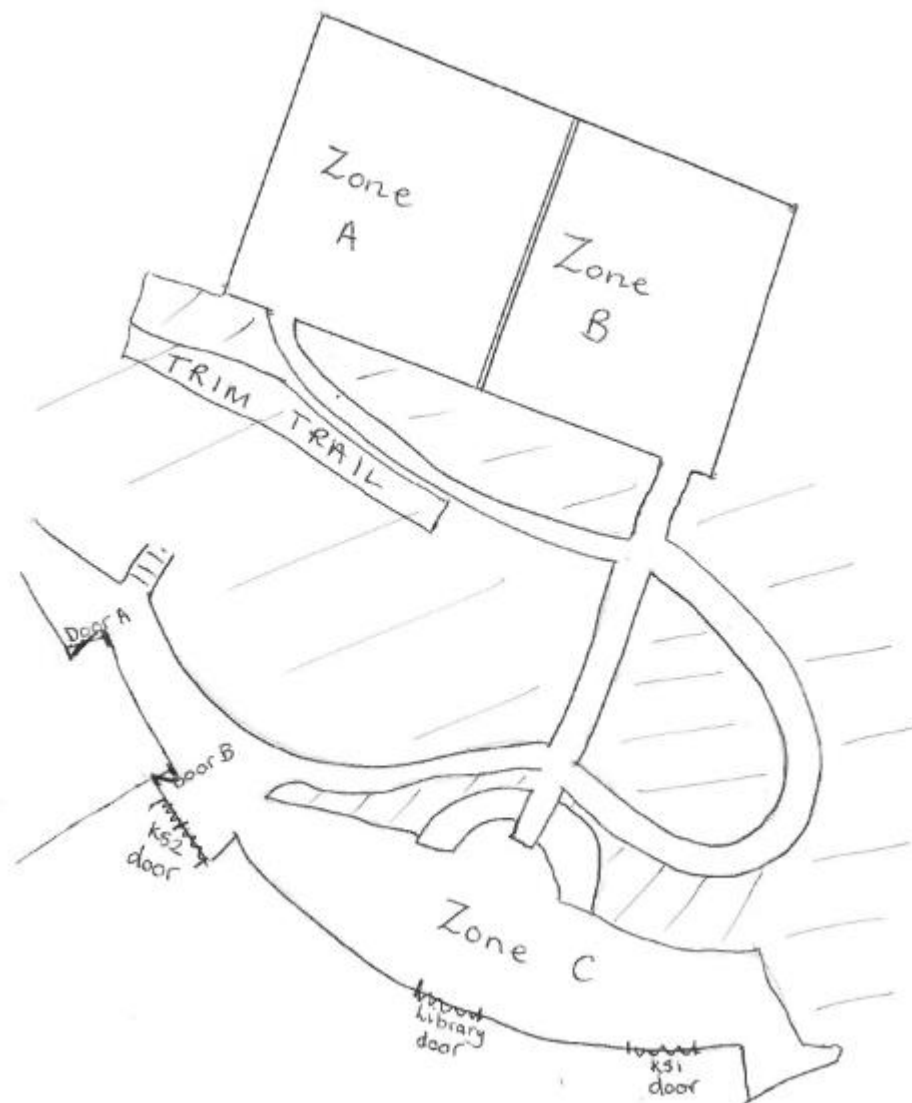 Zone
A
Zone
B
TRIM TRAIL
Door A
Door B
KS2
door
Zone C
Library
door
KS1
door